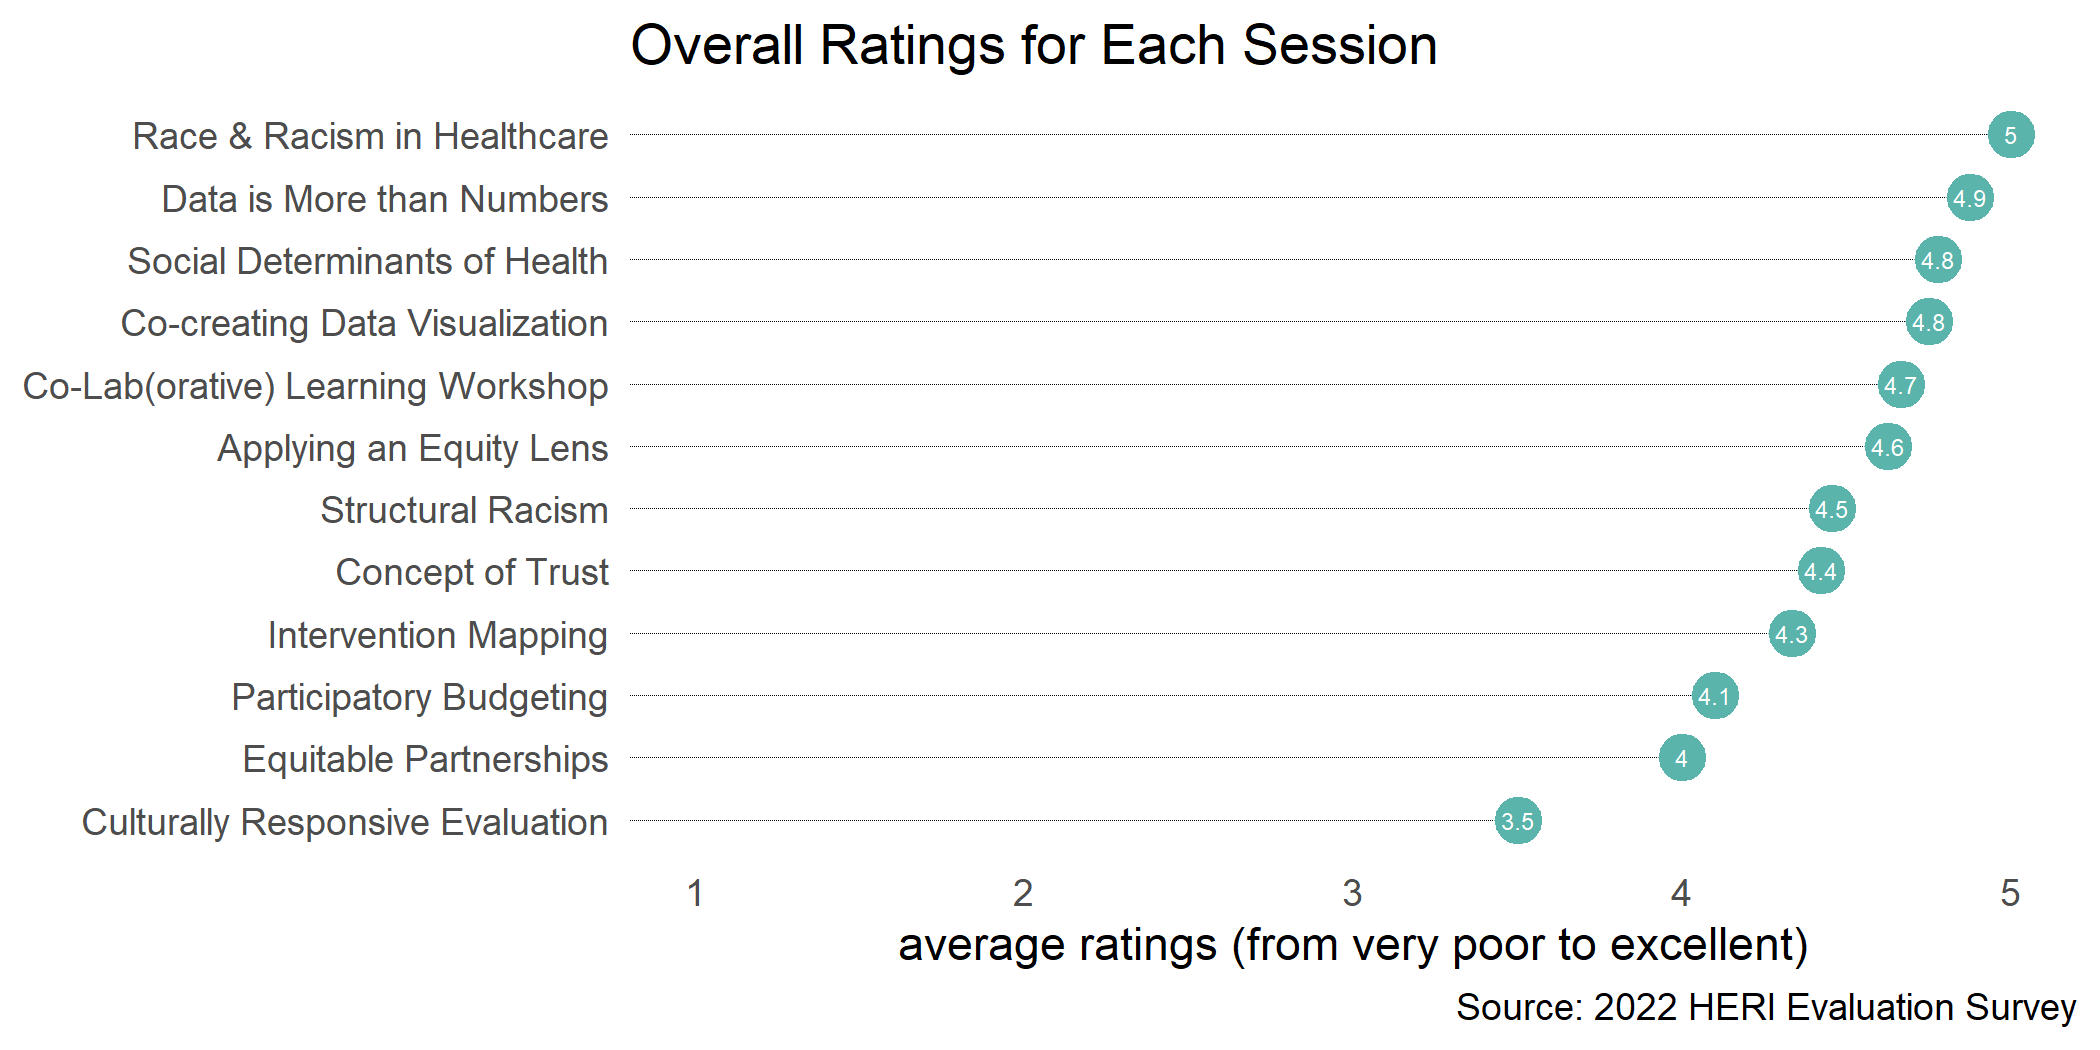 Overall Ratings for Each Session
Race & Racism in Healthcare 5
Data is More than Numbers 4.9
Social Determinants of Health 4.8
Co-creating Data Visualization 4.8
Co-Lab(orative) Learning Workshop 4.7
Applying an Equity Lens 4.6
Structural Racism 4.5
Concept of Trust 4.4
Intervention Mapping 4.3
Participatory Budgeting 4.1
Equitable Partnerships 4
Culturally Responsive Evaluation 3.5
1 2 3 4 5
average ratings (from very poor to excellent)
Source: 2022 HERI Evaluation Survey